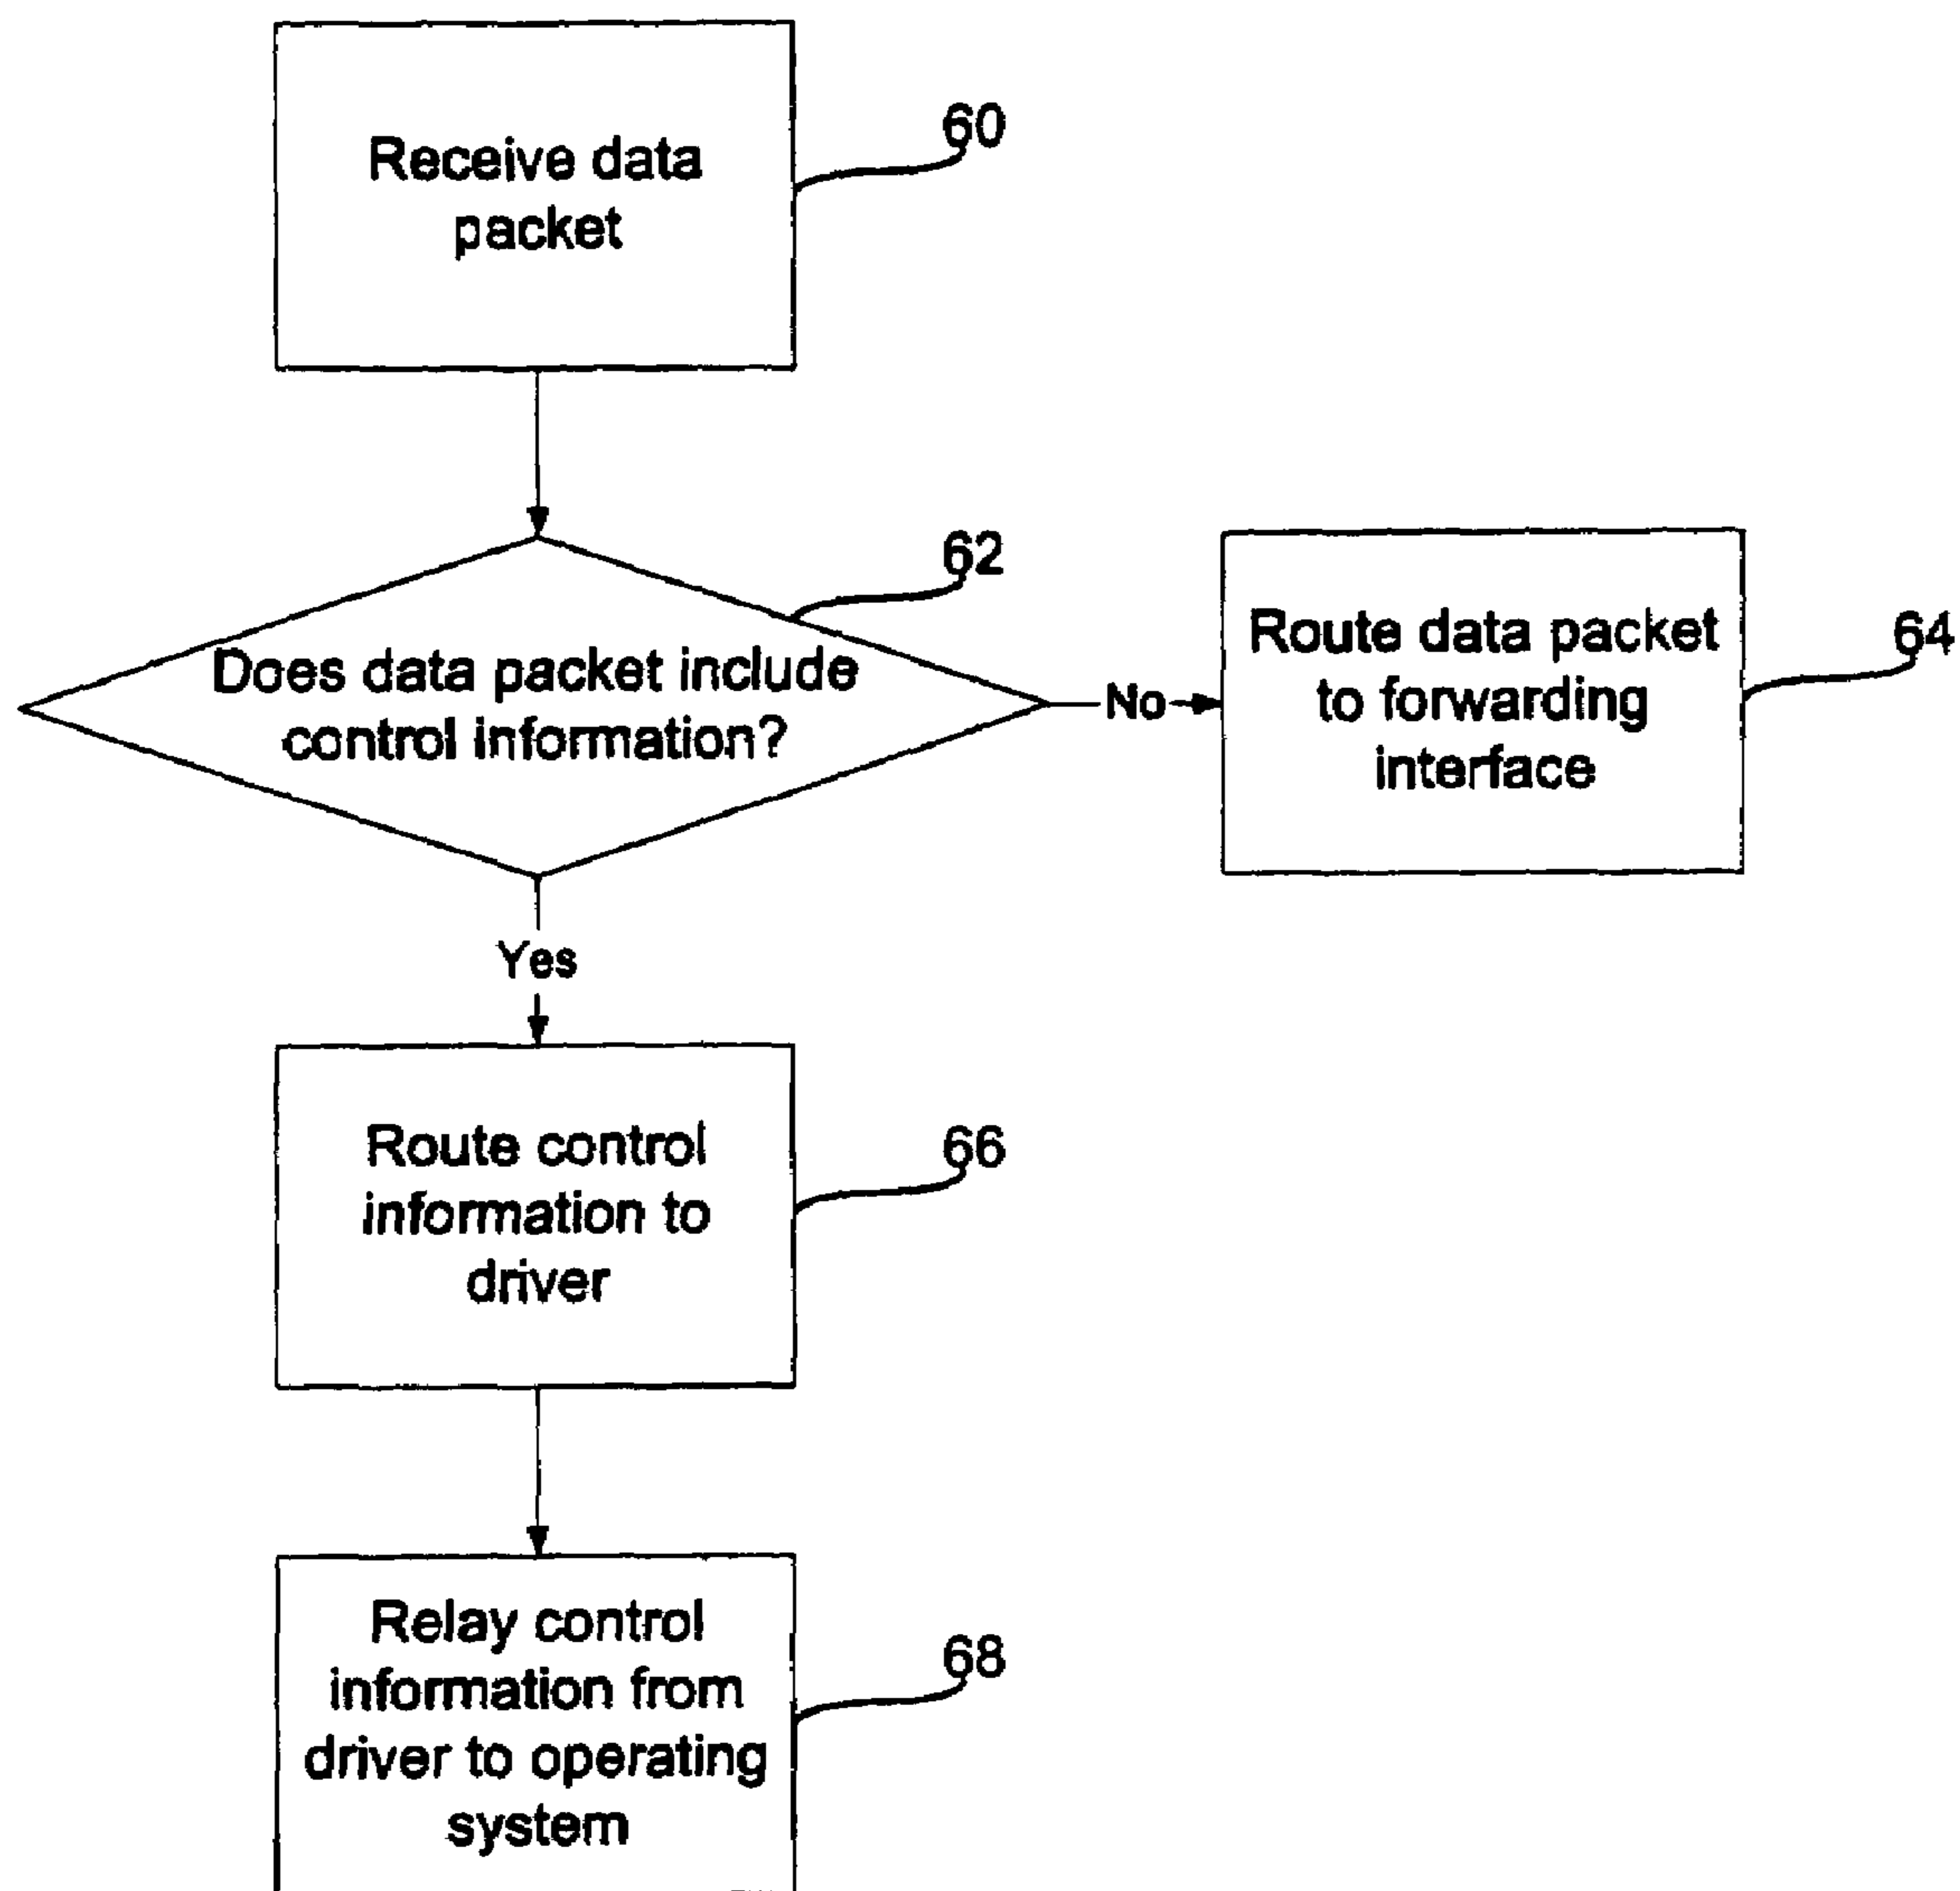 Receive data
packet
60
62
Does data packet include
control information?
No
Route data packet
to forwarding
interface
64
Yes
Route control
information to
driver
66
Relay control
information from
driver to operating
system
68